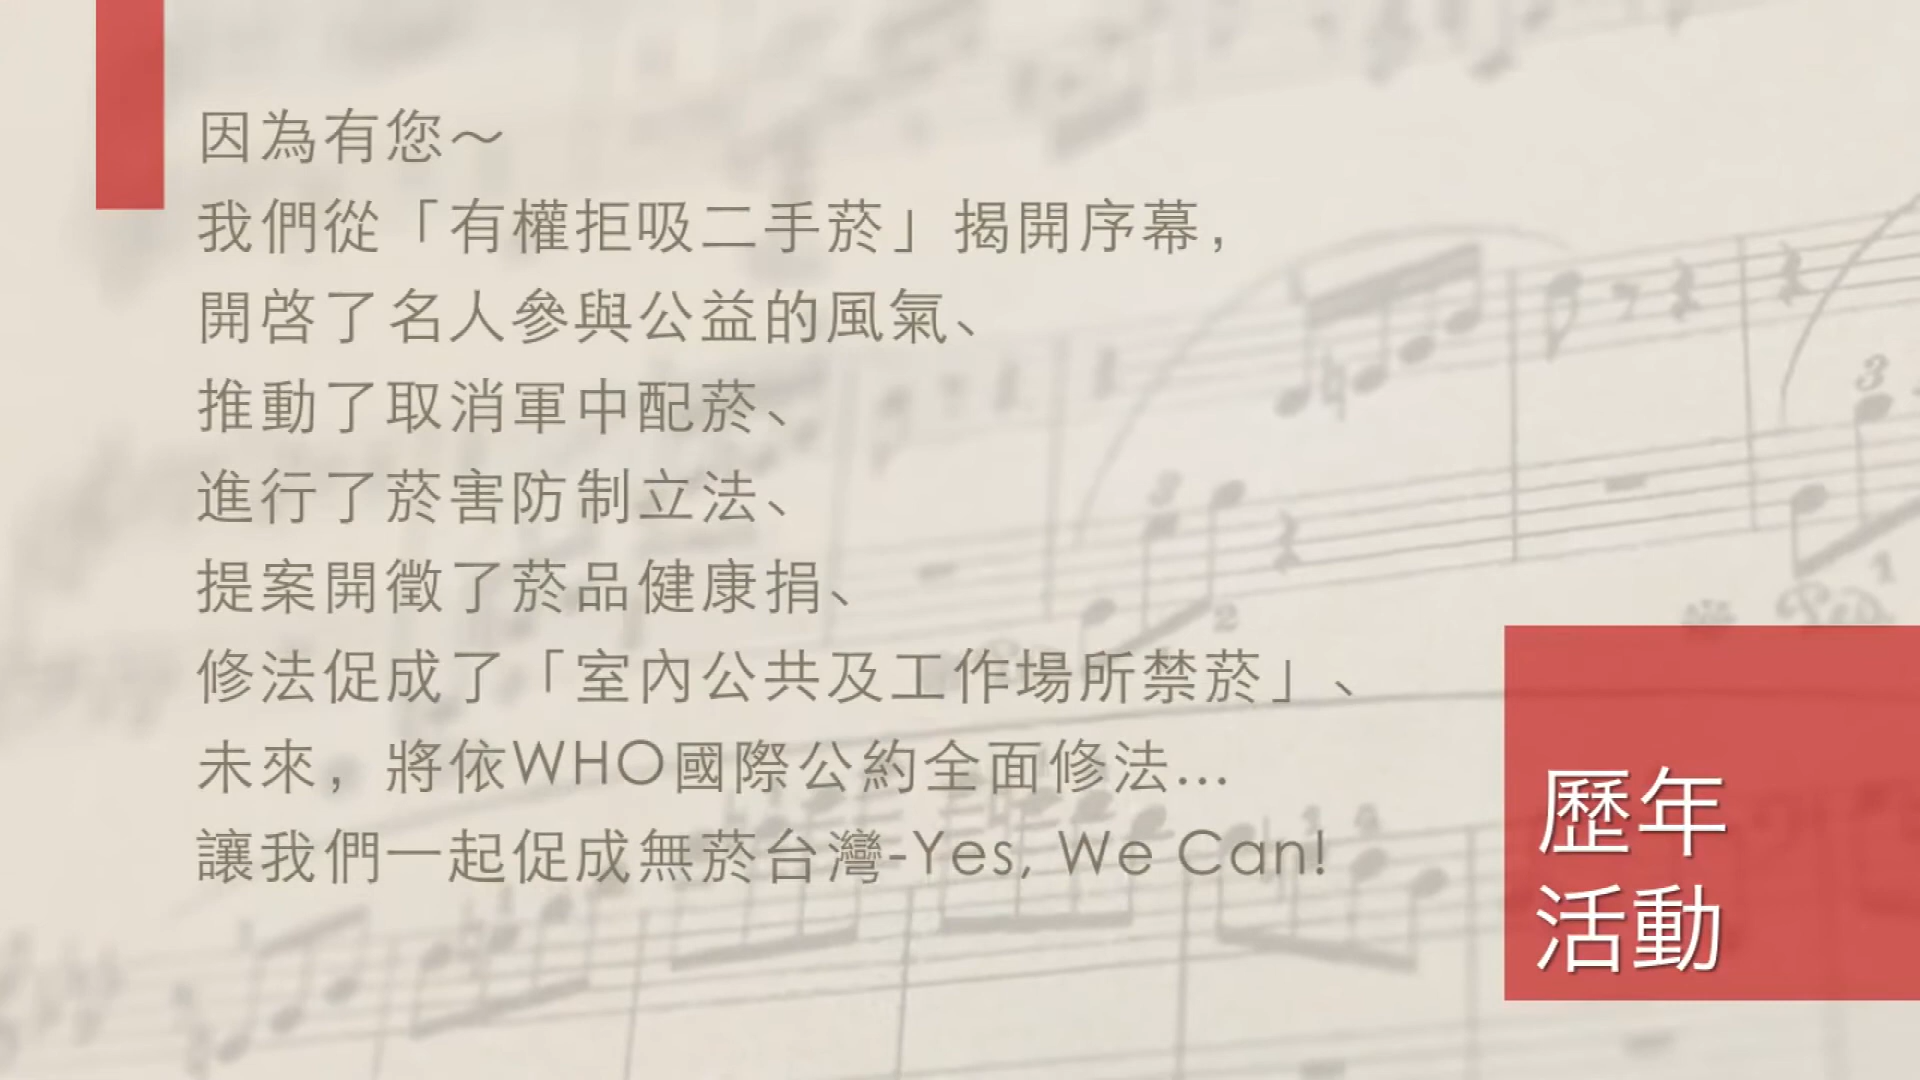 因為有您～
我們從「有權拒吸二手菸」揭開序幕，
開啓了名人參與公益的風氣、
推動了取消軍中配菸、
進行了菸害防制立法、
提案開徵了菸品健康捐、
修法促成了「室內公共及工作場所禁菸」、
未來，將依WHO國際公約全面修法...
讓我們一起促成無菸台灣-Yes, We Can!
歷年
活動